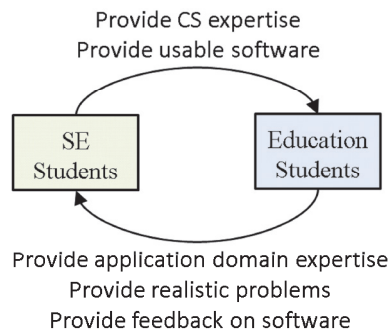 Provide CS expertise
Provide usable software
SE
Students
Education
Students
Provide application domain expertise
Provide realistic problems
Provide feedback on software